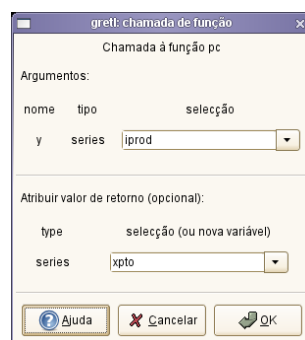 gretl: chamada de função
Chamada à função pc
Argumentos:
nome tipo selecção
y series iprod
Atribuir valor de retorno (opcional):
type selecção (ou nova variável)
series xpto
Ajuda Cancelar OK